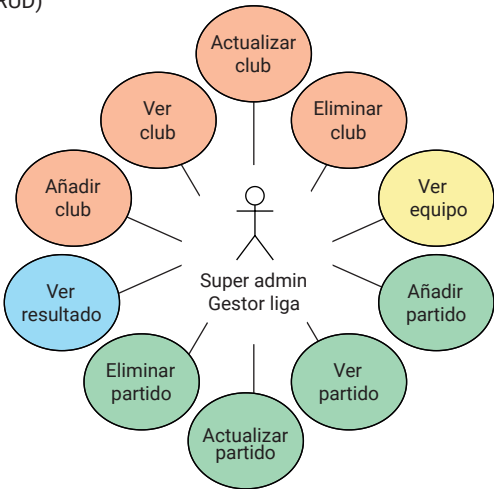 RUD)
Actualizar
club
Ver
club
Eliminar
club
Añadir
club
Ver
equipo
Super admin
Gestor liga
Ver
resultado
Añadir
partido
Eliminar
partido
Ver
partido
Actualizar
partido